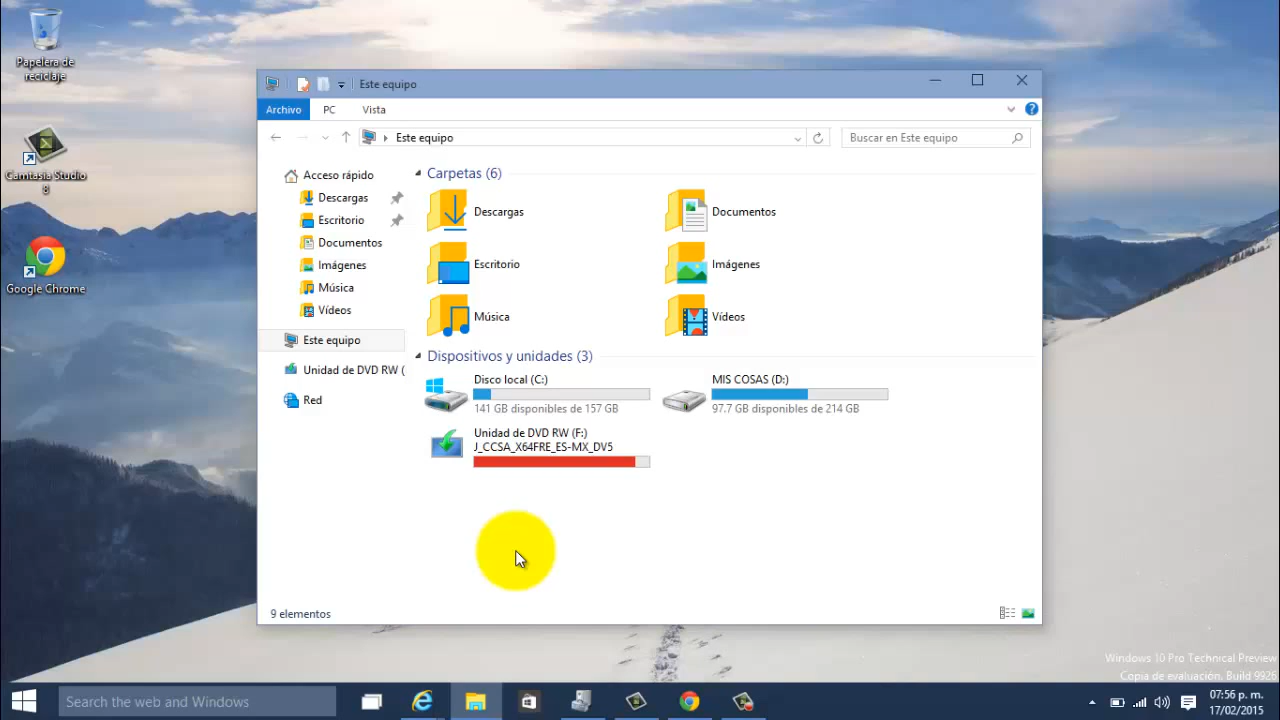 Papelera de
reciclaje
Camtasia Studio
8
Google Chrome
Este equipo
Archivo
PC
Vista
Este equipo
Buscar en Este equipo
Acceso rápido
Descargas
Escritorio
Documentos
Imágenes
Música
Vídeos
Este equipo
Unidad de DVD RW (
Red
Carpetas (6)
Descargas
Documentos
Escritorio
Imágenes
Música
Vídeos
Dispositivos y unidades (3)
Disco local (C:)
141 GB disponibles de 157 GB
MIS COSAS (D:)
97.7 GB disponibles de 214 GB
Unidad de DVD RW (F:)
J_CCSA_X64FRE_ES-MX_DV5
9 elementos
Windows 10 Pro Technical Preview
Copia de evaluación. Build 9926
Search the web and Windows
07:56 p. m.
17/02/2015